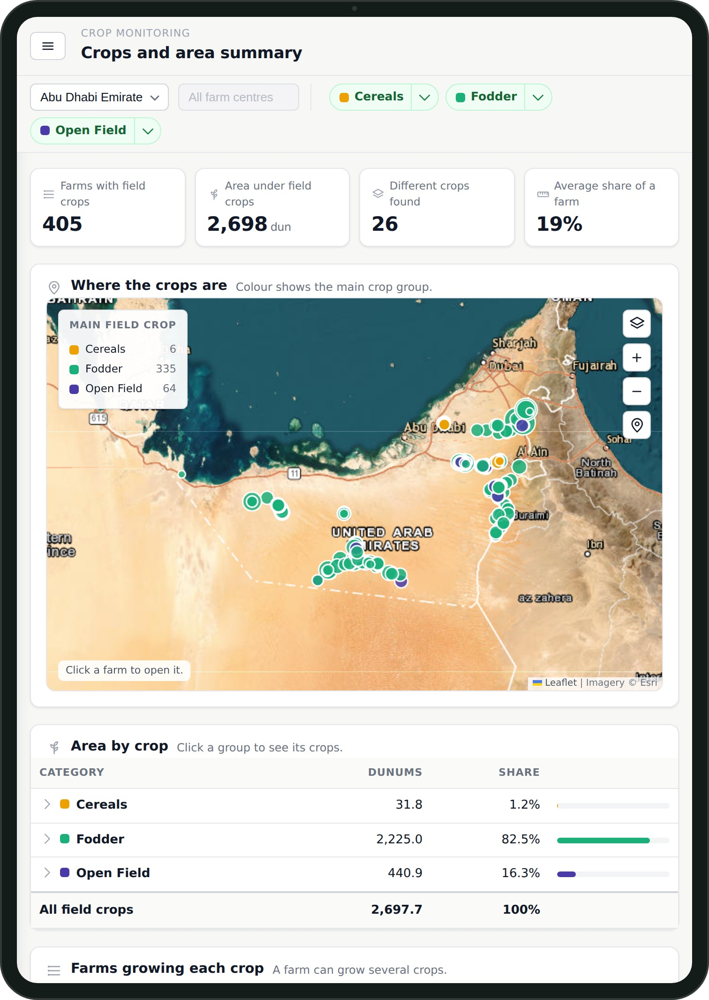 CROP MONITORING
Crops and area summary
Abu Dhabi Emirate
All farm centres
Cereals
Fodder
Open Field
Farms with field crops
405
Area under field crops
2,698 dun
Different crops found
26
Average share of a farm
19%
Where the crops are Colour shows the main crop group.
BAHRAIN
OMAN
MAIN FIELD CROP
Cereals 6
Fodder 335
Open Field 64
QATAR
615
Sharjah
Dubai
Fujairah
Abu Dhabi
Sohar
Al Ain
North
Batinah
11
Buraimi
UNITED ARAB
EMIRATES
tern
ince
Ibri
az zahera
Click a farm to open it.
Leaflet | Imagery © Esri
Area by crop Click a group to see its crops.
CATEGORY DUNUMS SHARE
Cereals 31.8 1.2%
Fodder 2,225.0 82.5%
Open Field 440.9 16.3%
All field crops 2,697.7 100%
Farms growing each crop A farm can grow several crops.